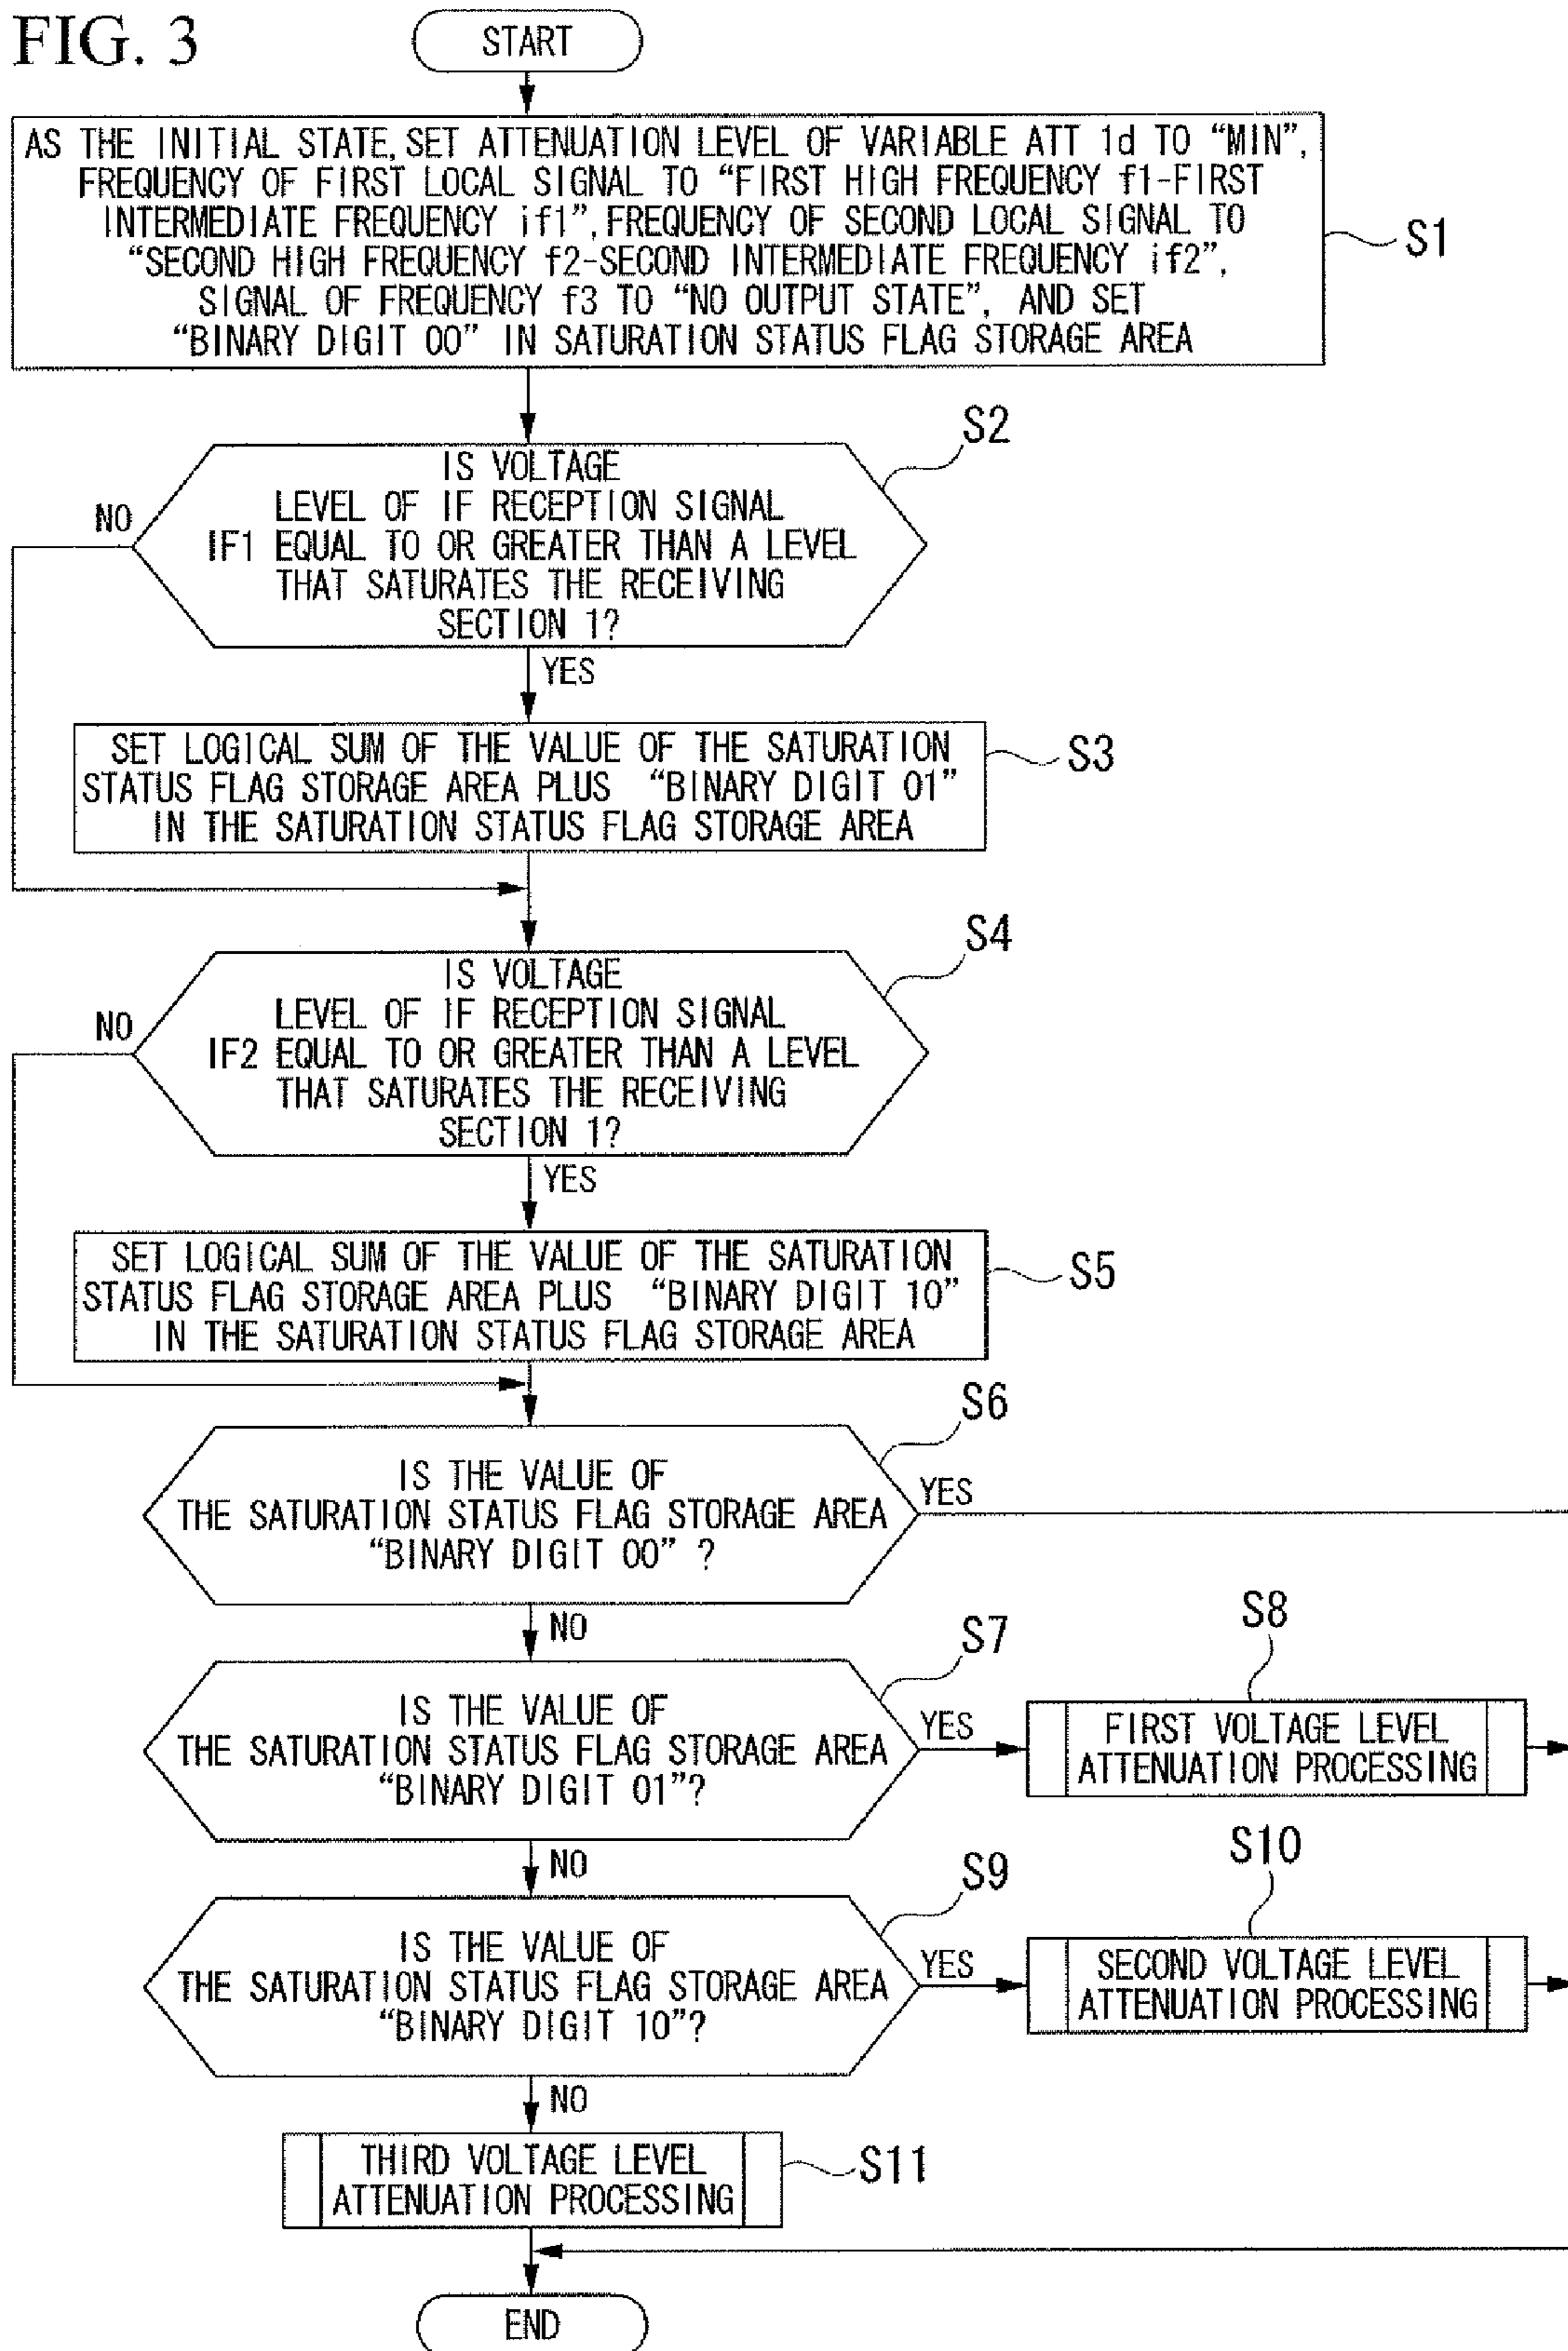 FIG. 3
START
AS THE INITIAL STATE, SET ATTENUATION LEVEL OF VARIABLE ATT 1d TO “MIN”,
FREQUENCY OF FIRST LOCAL SIGNAL TO “FIRST HIGH FREQUENCY f1-FIRST
INTERMEDIATE FREQUENCY if1”, FREQUENCY OF SECOND LOCAL SIGNAL TO
“SECOND HIGH FREQUENCY f2-SECOND INTERMEDIATE FREQUENCY if2”,
SIGNAL OF FREQUENCY f3 TO “NO OUTPUT STATE”, AND SET
“BINARY DIGIT 00” IN SATURATION STATUS FLAG STORAGE AREA
S1
S2
IS VOLTAGE
LEVEL OF IF RECEPTION SIGNAL
IF1 EQUAL TO OR GREATER THAN A LEVEL
THAT SATURATES THE RECEIVING
SECTION 1?
NO
YES
SET LOGICAL SUM OF THE VALUE OF THE SATURATION
STATUS FLAG STORAGE AREA PLUS “BINARY DIGIT 01”
IN THE SATURATION STATUS FLAG STORAGE AREA
S3
S4
IS VOLTAGE
LEVEL OF IF RECEPTION SIGNAL
IF2 EQUAL TO OR GREATER THAN A LEVEL
THAT SATURATES THE RECEIVING
SECTION 1?
NO
YES
SET LOGICAL SUM OF THE VALUE OF THE SATURATION
STATUS FLAG STORAGE AREA PLUS “BINARY DIGIT 10”
IN THE SATURATION STATUS FLAG STORAGE AREA
S5
S6
IS THE VALUE OF
THE SATURATION STATUS FLAG STORAGE AREA
“BINARY DIGIT 00” ?
YES
NO
S7
IS THE VALUE OF
THE SATURATION STATUS FLAG STORAGE AREA
“BINARY DIGIT 01”?
YES
S8
FIRST VOLTAGE LEVEL
ATTENUATION PROCESSING
NO
S9
IS THE VALUE OF
THE SATURATION STATUS FLAG STORAGE AREA
“BINARY DIGIT 10”?
YES
S10
SECOND VOLTAGE LEVEL
ATTENUATION PROCESSING
NO
THIRD VOLTAGE LEVEL
ATTENUATION PROCESSING
S11
END